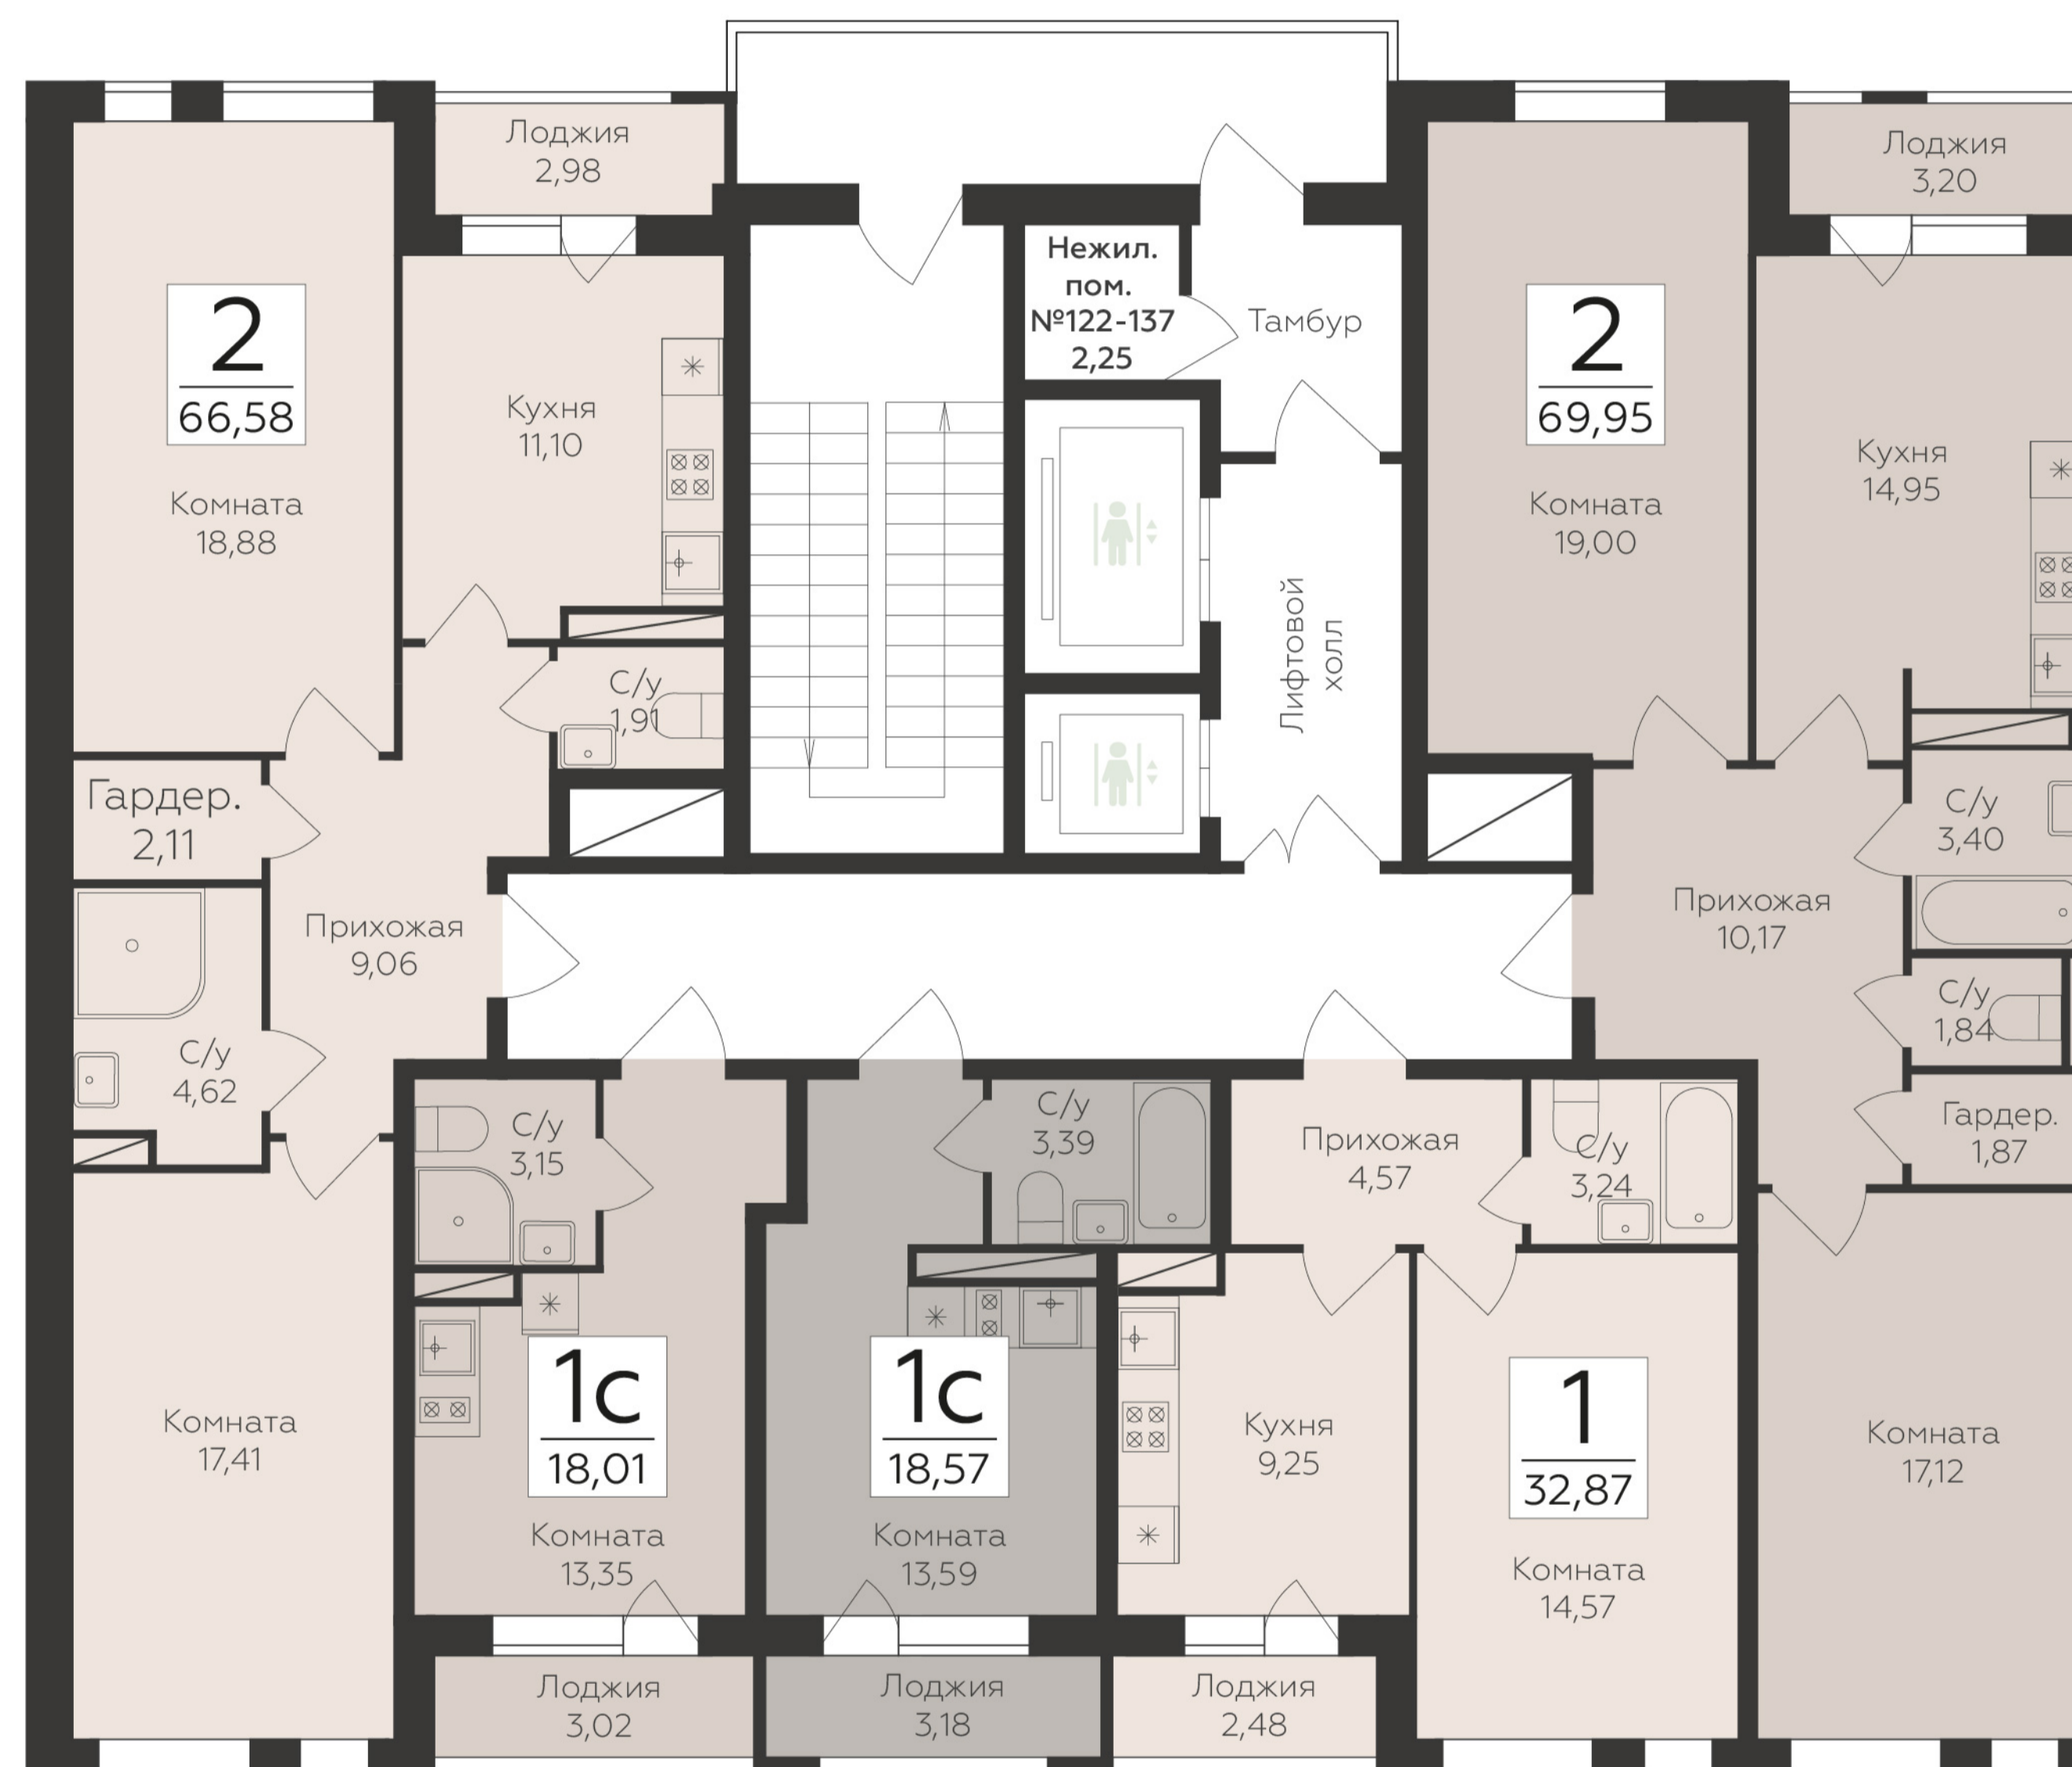 Лоджия
2,98
Лоджия
3,20
Нежил.
пом.
№122-137
2,25
Тамбур
2
66,58
Комната
18,88
Кухня
11,10
2
69,95
Комната
19,00
Кухня
14,95
Лифтовой
холл
С/у
1,91
Гардер.
2,11
С/у
3,40
Прихожая
9,06
Прихожая
10,17
С/у
1,84
С/у
4,62
С/у
3,15
С/у
3,39
Прихожая
4,57
С/у
3,24
Гардер.
1,87
1с
18,01
Комната
13,35
1с
18,57
Комната
13,59
Кухня
9,25
1
32,87
Комната
14,57
Комната
17,41
Комната
17,12
Лоджия
3,02
Лоджия
3,18
Лоджия
2,48